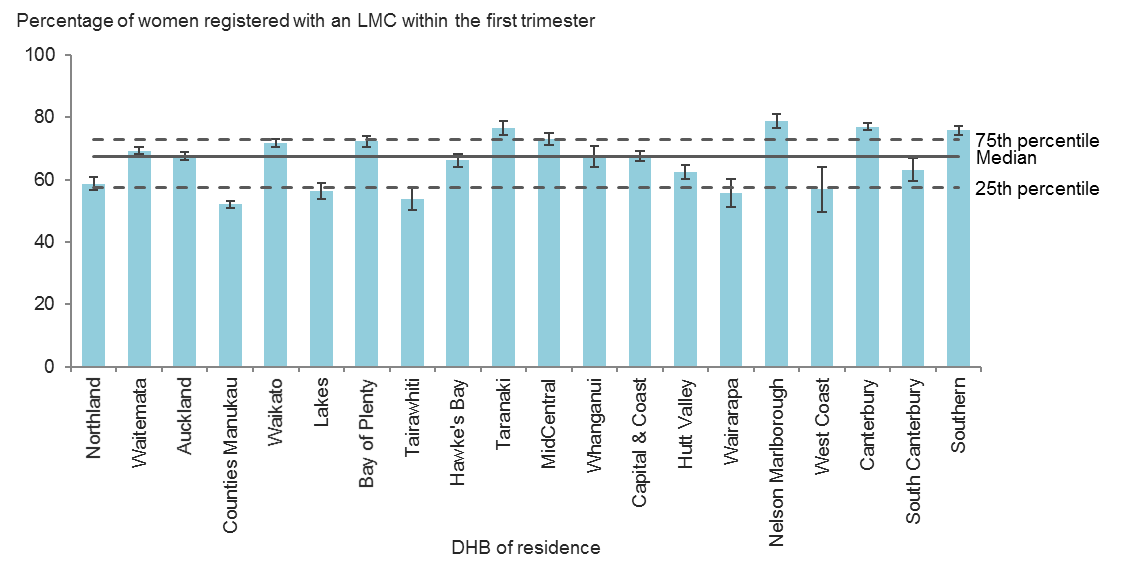 Percentage of women registered with an LMC within the first trimester
100
80
60
40
20
0
75th percentile
Median
25th percentile
Northland
Waitemata
Auckland
Counties Manukau
Waikato
Lakes
Bay of Plenty
Tairawhiti
Hawke's Bay
Taranaki
MidCentral
Whanganui
Capital & Coast
Hutt Valley
Wairarapa
Nelson Marlborough
West Coast
Canterbury
South Canterbury
Southern
DHB of residence